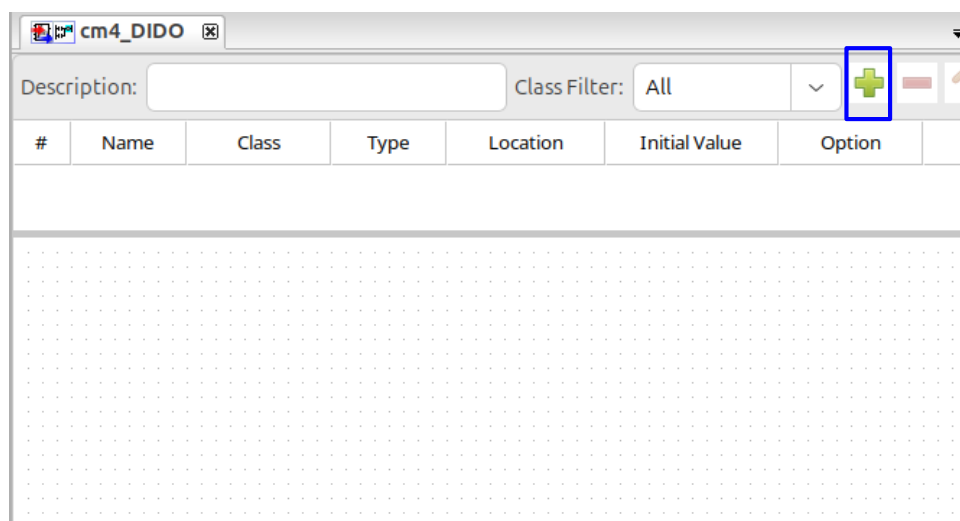 cm4_DIDO
Description: Class Filter: All
# Name Class Type Location Initial Value Option